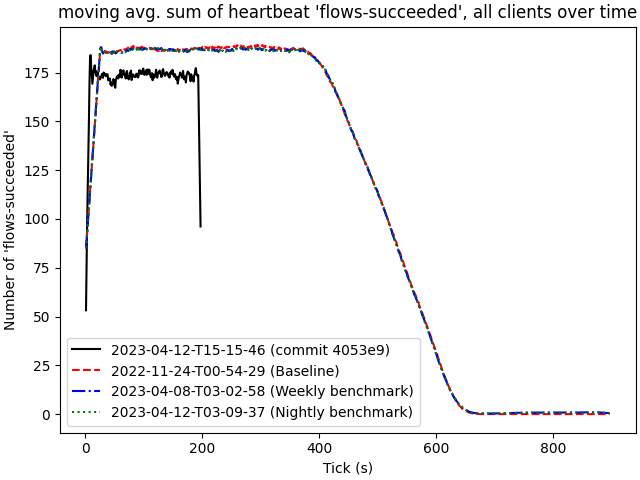 moving avg. sum of heartbeat 'flows-succeeded', all clients over time
Number of 'flows-succeeded'
175
150
125
100
75
50
25
0
2023-04-12-T15-15-46 (commit 4053e9)
2022-11-24-T00-54-29 (Baseline)
2023-04-08-T03-02-58 (Weekly benchmark)
2023-04-12-T03-09-37 (Nightly benchmark)
0 200 400 600 800
Tick (s)